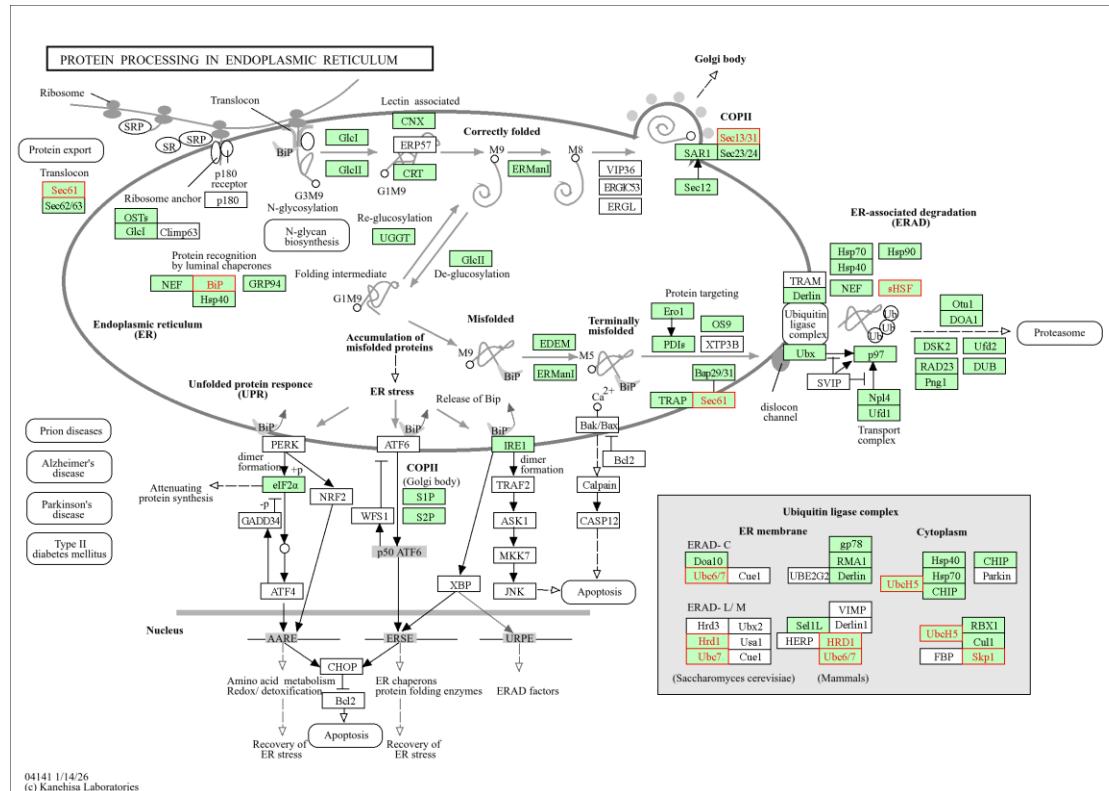 PROTEIN PROCESSING IN ENDOPLASMIC RETICULUM
Golgi body
Ribosome
Translocon
Lectin associated
SRP
SR
SRP
Protein export
Translocon
Sec61
Sec62/63
p180
receptor
p180
Ribosome anchor
OSTs
GlcI
Climp63
BiP
GlcI
GlcII
G3M9
N-glycosylation
N-glycan
biosynthesis
CNX
ERP57
CRT
G1M9
Correctly folded
M9
ERManI
M8
VIP36
ERGIC53
ERGL
COPII
Sec13/31
SAR1
Sec23/24
Sec12
Re-glucosylation
UGGT
GlcII
De-glucosylation
Protein recognition
by luminal chaperones
NEF
BiP
GRP94
Hsp40
Folding intermediate
G1M9
Endoplasmic reticulum
(ER)
Accumulation of
misfolded proteins
ER stress
Misfolded
M9
BiP
EDEM
ERManI
Terminally
misfolded
M5
BiP
Protein targeting
Ero1
PDIs
OS9
XTP3B
Bap29/31
TRAP
Sec61
ER-associated degradation
(ERAD)
Hsp70
Hsp90
Hsp40
NEF
sHSF
TRAM
Derlin
Ubiquitin
ligase
complex
Ub
Ub
Ub
Ubx
p97
SVIP
Npl4
Ufd1
Transport
complex
dislocon
channel
Otu1
DOA1
DSK2
Ufd2
RAD23
DUB
Png1
Proteasome
Unfolded protein responce
(UPR)
Release of Bip
BiP
BiP
BiP
PERK
ATF6
IRE1
Ca2+
Bak/Bax
Bcl2
Calpain
CASP12
Apoptosis
Prion diseases
Alzheimer's
disease
Parkinson's
disease
Type II
diabetes mellitus
dimer
formation
+p
eIF2α
Attenuating
protein synthesis
-p
GADD34
NRF2
ATF4
COPII
(Golgi body)
S1P
S2P
WFS1
p50 ATF6
dimer
formation
TRAF2
ASK1
MKK7
JNK
XBP
Nucleus
AARE
ERSE
URPE
CHOP
Bcl2
Apoptosis
Amino acid metabolism
Redox/ detoxification
Recovery of
ER stress
ER chaperons
protein folding enzymes
Recovery of
ER stress
ERAD factors
Ubiquitin ligase complex
ER membrane
Cytoplasm
ERAD- C
Doa10
Ubc6/7
Cue1
gp78
RMA1
UBE2G2
Derlin
Hsp40
UbcH5
Hsp70
CHIP
CHIP
Parkin
ERAD- L/ M
Hrd3
Ubx2
Hrd1
Usa1
Ubc7
Cue1
(Saccharomyces cerevisiae)
VIMP
Sel1L
Derlin1
HERP
HRD1
Ubc6/7
(Mammals)
UbcH5
RBX1
Cul1
FBP
Skp1
04141 1/14/26
(c) Kanehisa Laboratories